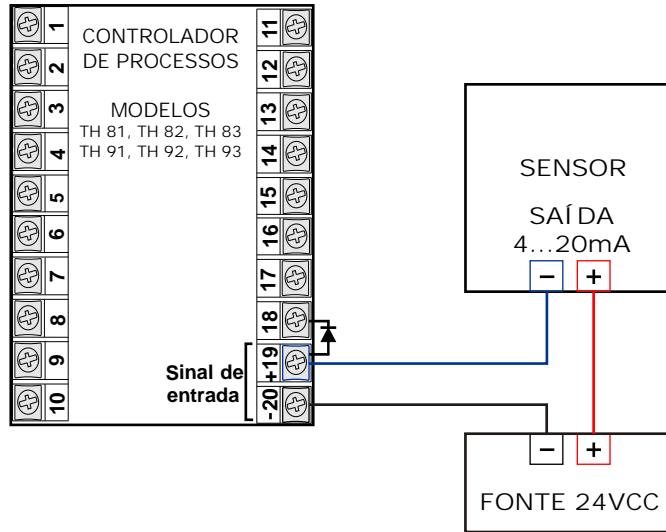 1
2
3
4
5
6
7
8
9
10
CONTROLADOR
DE PROCESSOS
MODELOS
TH 81, TH 82, TH 83
TH 91, TH 92, TH 93
Sinal de
entrada
11
12
13
14
15
16
17
18
+19
-20
SENSOR
SAÍDA
4...20mA
− +
− +
FONTE 24VCC